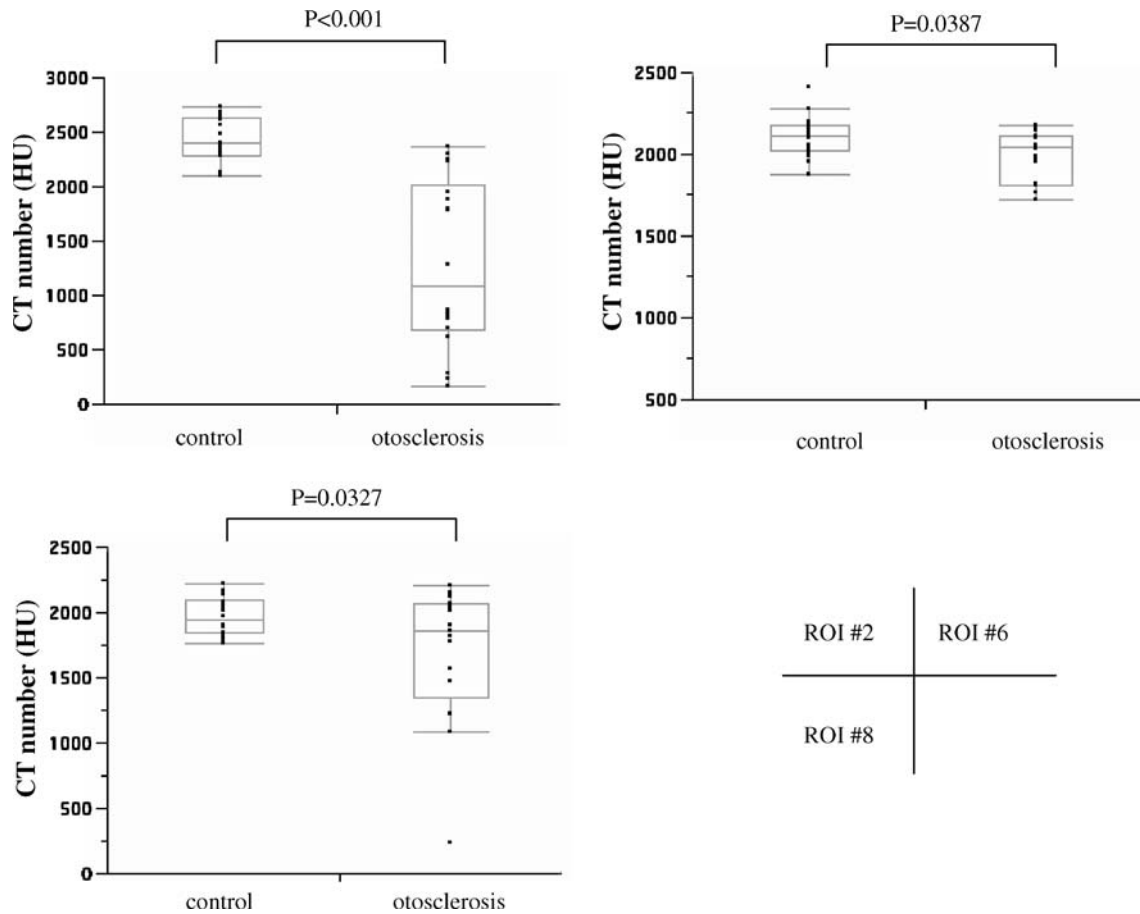 P<0.001
CT number (HU)
3000
2500
2000
1500
1000
500
0
control otosclerosis
P=0.0387
CT number (HU)
2500
2000
1500
1000
500
control otosclerosis
P=0.0327
CT number (HU)
2500
2000
1500
1000
500
0
control otosclerosis
ROI #2 ROI #6
ROI #8